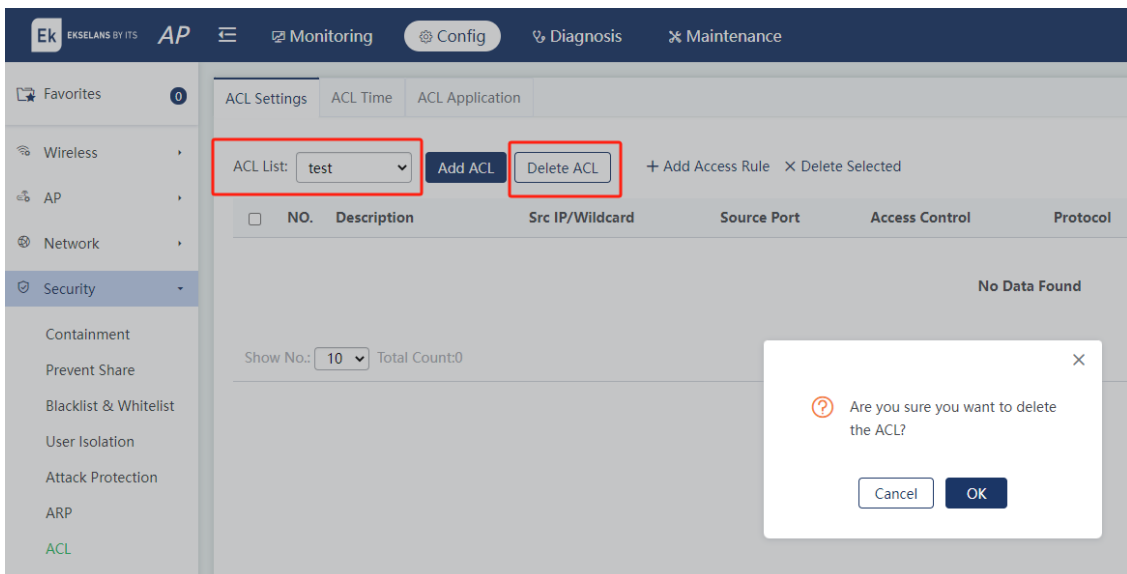 Ek EKSELANS BY ITS AP Monitoring Config Diagnosis Maintenance
Favorites 0
ACL Settings ACL Time ACL Application
Wireless
ACL List: test Add ACL Delete ACL + Add Access Rule × Delete Selected
AP
NO. Description Src IP/Wildcard Source Port Access Control Protocol
Network
Security
No Data Found
Containment
Show No.: 10 Total Count:0
Prevent Share
Blacklist & Whitelist
Are you sure you want to delete
the ACL?
User Isolation
Attack Protection
Cancel OK
ARP
ACL